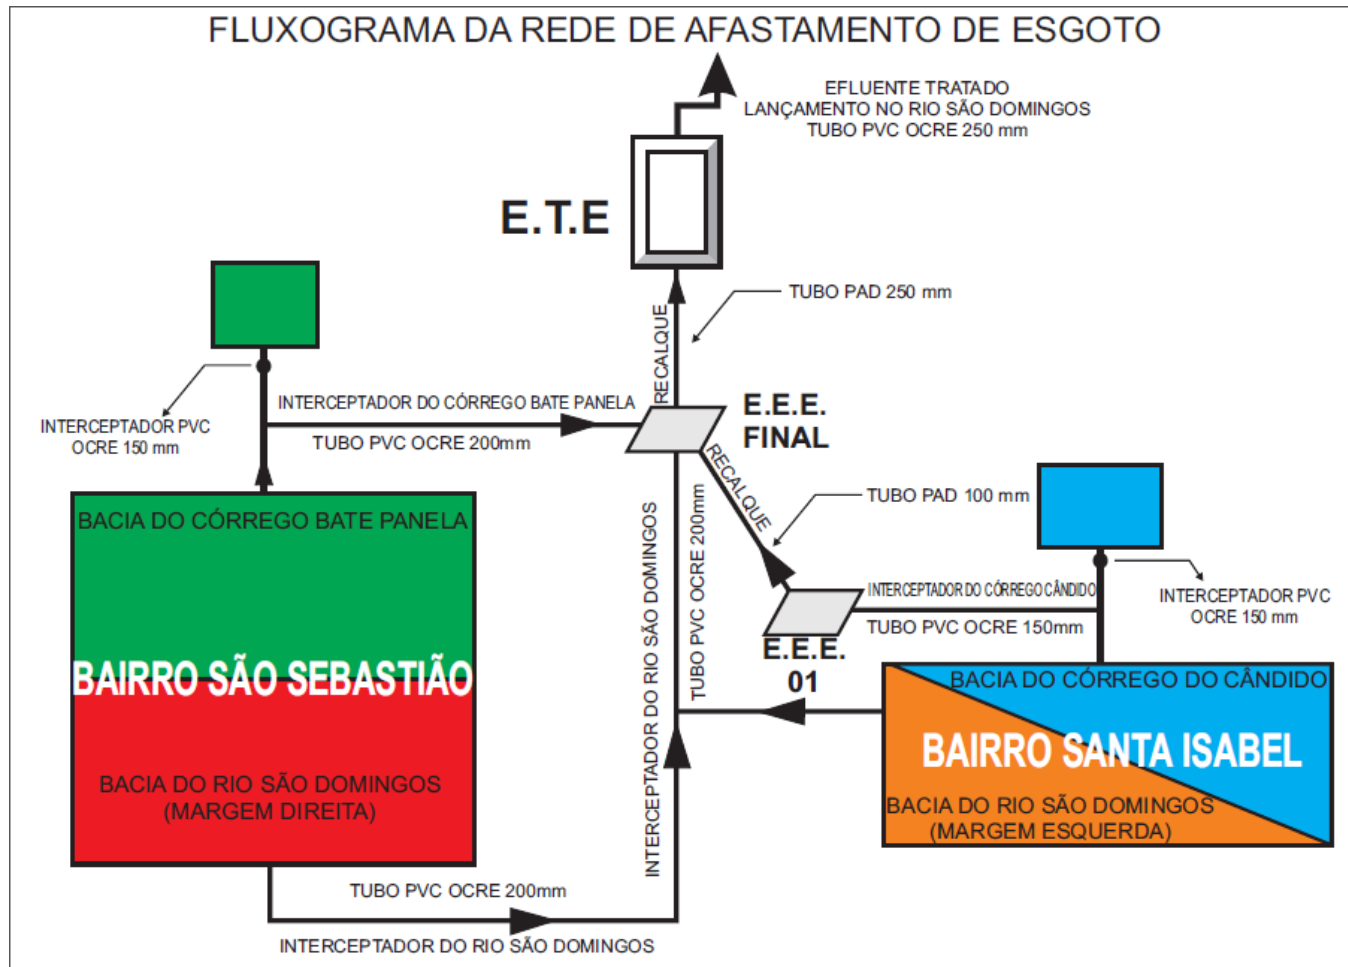 FLUXOGRAMA DA REDE DE AFASTAMENTO DE ESGOTO
EFLUENTE TRATADO
LANÇAMENTO NO RIO SÃO DOMINGOS
TUBO PVC OCRE 250 mm
E.T.E
TUBO PAD 250 mm
RECALQUE
INTERCEPTADOR PVC
OCRE 150 mm
INTERCEPTADOR DO CÓRREGO BATE PANELA
TUBO PVC OCRE 200mm
E.E.E.
FINAL
RECALQUE
TUBO PAD 100 mm
BACIA DO CÓRREGO BATE PANELA
BAIRRO SÃO SEBASTIÃO
BACIA DO RIO SÃO DOMINGOS
(MARGEM DIREITA)
INTERCEPTADOR DO RIO SÃO DOMINGOS
TUBO PVC OCRE 200mm
INTERCEPTADOR DO CÓRREGO CÂNDIDO
TUBO PVC OCRE 150mm
INTERCEPTADOR PVC
OCRE 150 mm
E.E.E.
01
BACIA DO CÓRREGO DO CÂNDIDO
BAIRRO SANTA ISABEL
BACIA DO RIO SÃO DOMINGOS
(MARGEM ESQUERDA)
TUBO PVC OCRE 200mm
INTERCEPTADOR DO RIO SÃO DOMINGOS